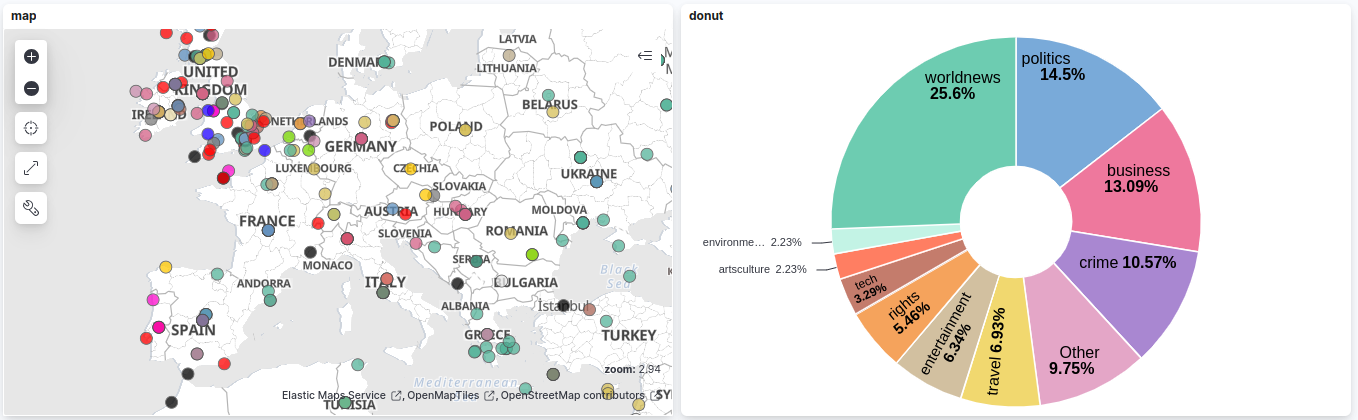 map
LATVIA
DENMAR
LITHUANIA
UNITED
KINGDOM
BELARUS
NETHERLANDS
POLAND
GERMANY
LUXEMBOURG
CZECHIA
UKRAINE
SLOVAKIA
AUSTRIA
HUNGARY
MOLDOVA
FRANCE
SLOVENIA
ROMANIA
MONACO
SERBIA
Black
Sea
ANDORRA
ITALY
BULGARIA
ALBANIA
İstanbul
SPAIN
GREECE
TURKEY
zoom: 2.94
Mediterranean
Elastic Maps Service , OpenMapTiles , OpenStreetMap contributors
SY
TUNISIA
donut
politics
14.5%
worldnews
25.6%
business
13.09%
environme… 2.23%
crime 10.57%
artsculture 2.23%
tech
3.29%
rights
5.46%
entertainment
6.34%
travel 6.93%
Other
9.75%